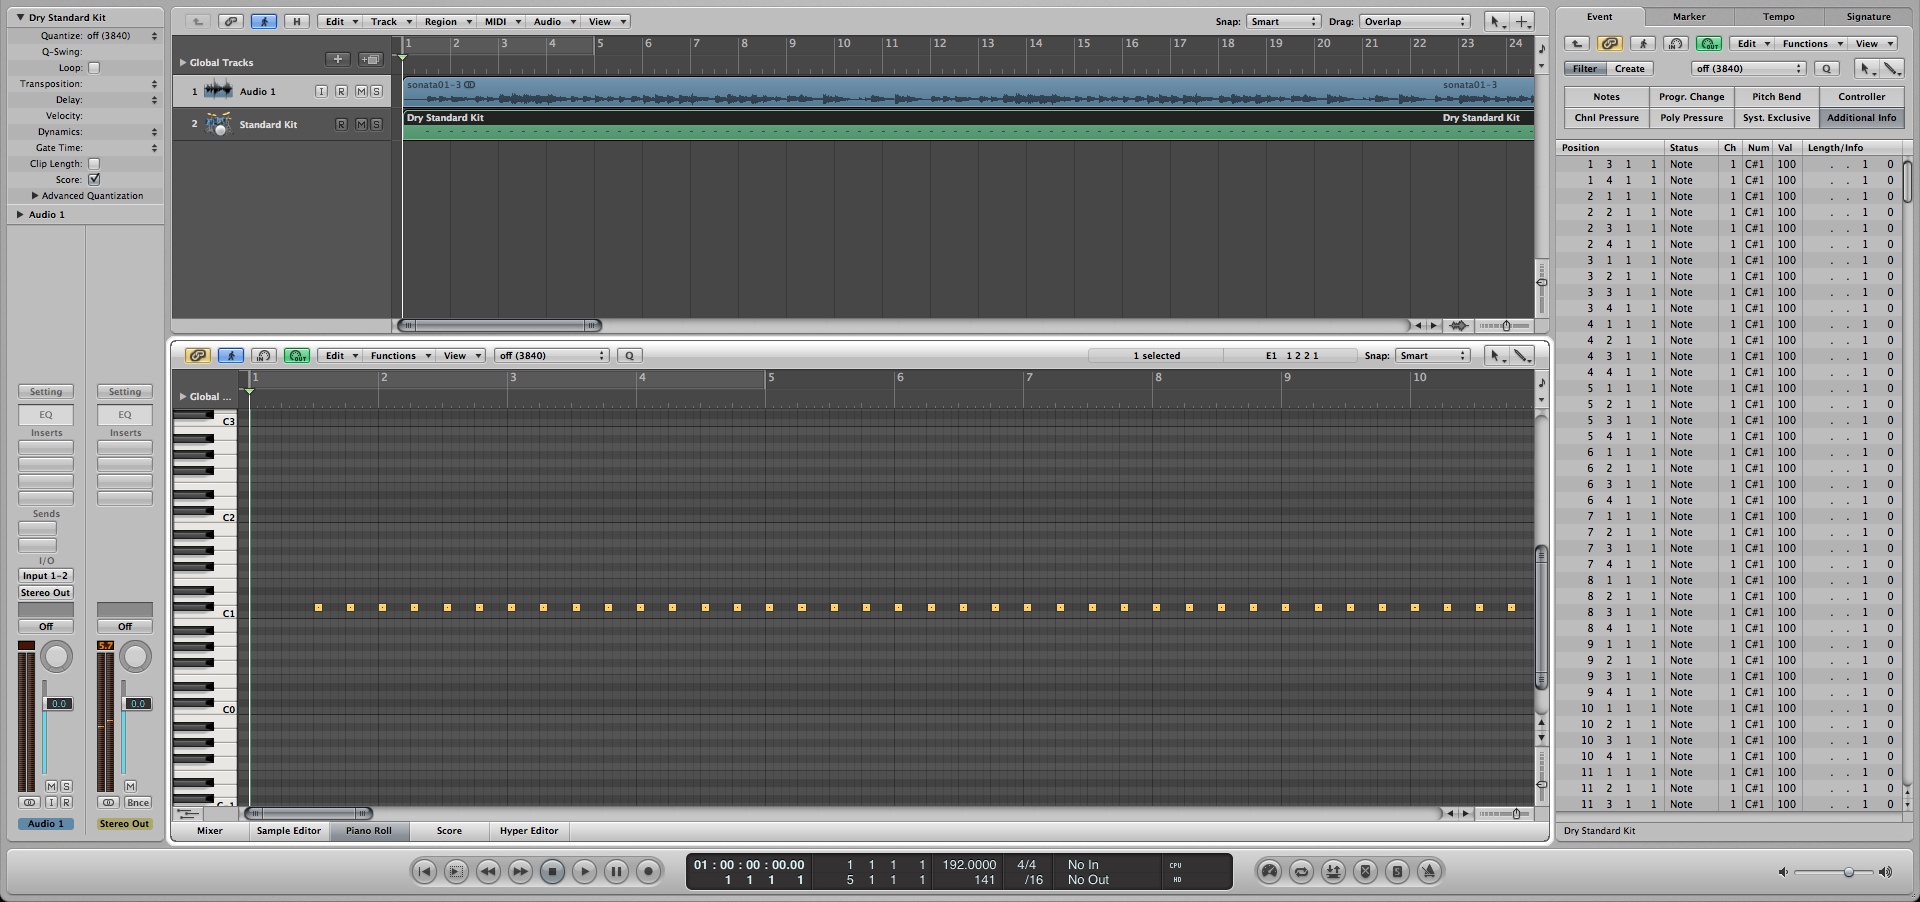 Dry Standard Kit
Quantize: off (3840)
Q-Swing:
Loop:
Transposition:
Delay:
Velocity:
Dynamics:
Gate Time:
Clip Length:
Score:
Advanced Quantization
Audio 1
Setting Setting
EQ EQ
Inserts Inserts
Sends
I/O
Input 1-2
Stereo Out
Off Off
5.7
0.0 0.0
M S M
I R Bnce
Audio 1 Stereo Out
H Edit Track Region MIDI Audio View Snap: Smart Drag: Overlap
1 2 3 4 5 6 7 8 9 10 11 12 13 14 15 16 17 18 19 20 21 22 23 24
Global Tracks
1 Audio 1 I R M S
sonata01-3 sonata01-3
2 Standard Kit R M S
Dry Standard Kit Dry Standard Kit
Edit Functions View off (3840) Q 1 selected E1 1 2 2 1 Snap: Smart
1 2 3 4 5 6 7 8 9 10
Global ...
C3
C2
C1
C0
Mixer Sample Editor Piano Roll Score Hyper Editor
Event Marker Tempo Signature
IN OUT Edit Functions View
Filter Create off (3840) Q
Notes Progr. Change Pitch Bend Controller
Chnl Pressure Poly Pressure Syst. Exclusive Additional Info
Position Status Ch Num Val Length/Info
1 3 1 1 Note 1 C#1 100 . . 1 0
1 4 1 1 Note 1 C#1 100 . . 1 0
2 1 1 1 Note 1 C#1 100 . . 1 0
2 2 1 1 Note 1 C#1 100 . . 1 0
2 3 1 1 Note 1 C#1 100 . . 1 0
2 4 1 1 Note 1 C#1 100 . . 1 0
3 1 1 1 Note 1 C#1 100 . . 1 0
3 2 1 1 Note 1 C#1 100 . . 1 0
3 3 1 1 Note 1 C#1 100 . . 1 0
3 4 1 1 Note 1 C#1 100 . . 1 0
4 1 1 1 Note 1 C#1 100 . . 1 0
4 2 1 1 Note 1 C#1 100 . . 1 0
4 3 1 1 Note 1 C#1 100 . . 1 0
4 4 1 1 Note 1 C#1 100 . . 1 0
5 1 1 1 Note 1 C#1 100 . . 1 0
5 2 1 1 Note 1 C#1 100 . . 1 0
5 3 1 1 Note 1 C#1 100 . . 1 0
5 4 1 1 Note 1 C#1 100 . . 1 0
6 1 1 1 Note 1 C#1 100 . . 1 0
6 2 1 1 Note 1 C#1 100 . . 1 0
6 3 1 1 Note 1 C#1 100 . . 1 0
6 4 1 1 Note 1 C#1 100 . . 1 0
7 1 1 1 Note 1 C#1 100 . . 1 0
7 2 1 1 Note 1 C#1 100 . . 1 0
7 3 1 1 Note 1 C#1 100 . . 1 0
7 4 1 1 Note 1 C#1 100 . . 1 0
8 1 1 1 Note 1 C#1 100 . . 1 0
8 2 1 1 Note 1 C#1 100 . . 1 0
8 3 1 1 Note 1 C#1 100 . . 1 0
8 4 1 1 Note 1 C#1 100 . . 1 0
9 1 1 1 Note 1 C#1 100 . . 1 0
9 2 1 1 Note 1 C#1 100 . . 1 0
9 3 1 1 Note 1 C#1 100 . . 1 0
9 4 1 1 Note 1 C#1 100 . . 1 0
10 1 1 1 Note 1 C#1 100 . . 1 0
10 2 1 1 Note 1 C#1 100 . . 1 0
10 3 1 1 Note 1 C#1 100 . . 1 0
10 4 1 1 Note 1 C#1 100 . . 1 0
11 1 1 1 Note 1 C#1 100 . . 1 0
11 2 1 1 Note 1 C#1 100 . . 1 0
11 3 1 1 Note 1 C#1 100 . . 1 0
Dry Standard Kit
01 : 00 : 00 : 00.00 1 1 1 1 192.0000 4/4 No In CPU
1 1 1 1 5 1 1 1 141 /16 No Out HD